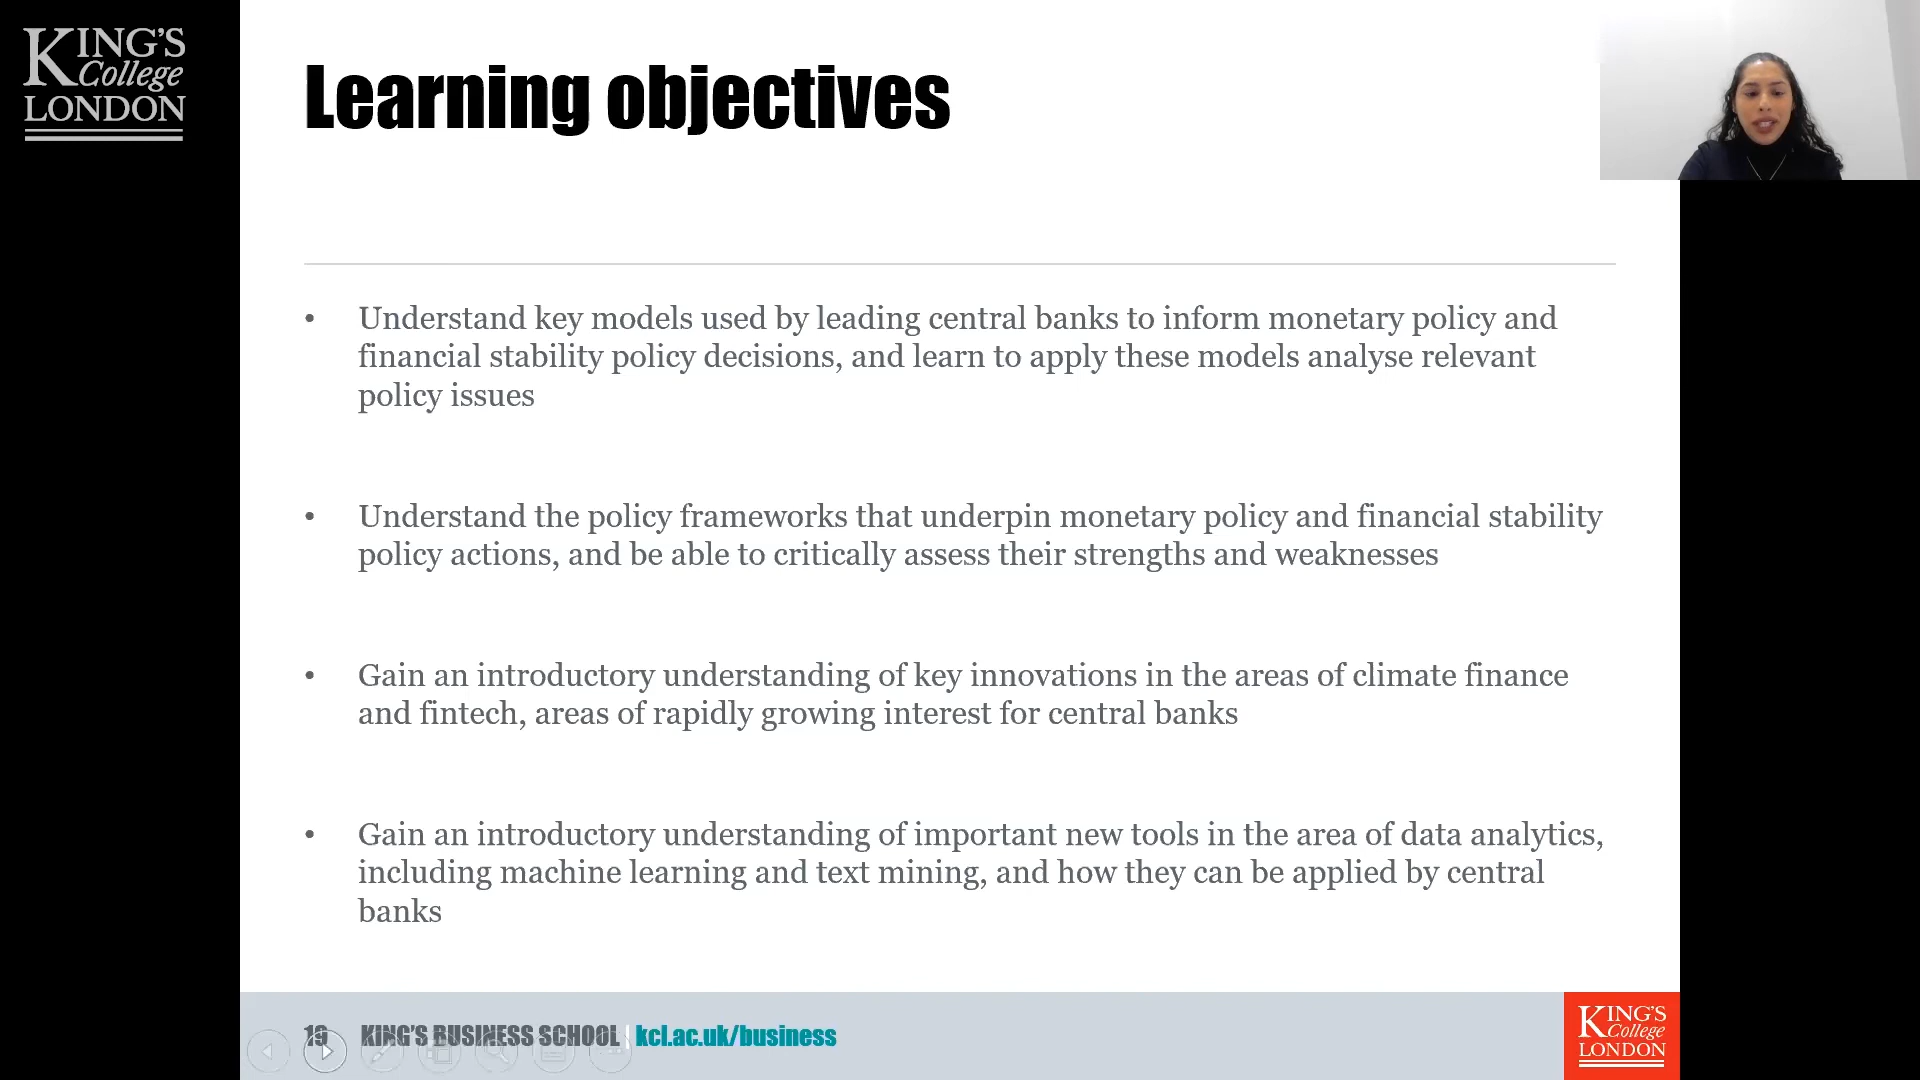 KING'S
College
LONDON
Learning objectives
• Understand key models used by leading central banks to inform monetary policy and
financial stability policy decisions, and learn to apply these models analyse relevant
policy issues
• Understand the policy frameworks that underpin monetary policy and financial stability
policy actions, and be able to critically assess their strengths and weaknesses
• Gain an introductory understanding of key innovations in the areas of climate finance
and fintech, areas of rapidly growing interest for central banks
• Gain an introductory understanding of important new tools in the area of data analytics,
including machine learning and text mining, and how they can be applied by central
banks
19 KING'S BUSINESS SCHOOL | kcl.ac.uk/business
KING'S
College
LONDON